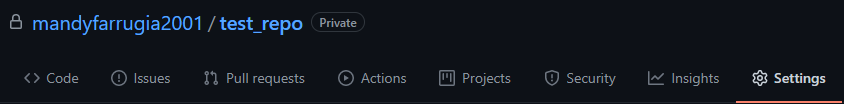 mandyfarrugia2001 / test_repo Private
Code Issues Pull requests Actions Projects Security Insights Settings